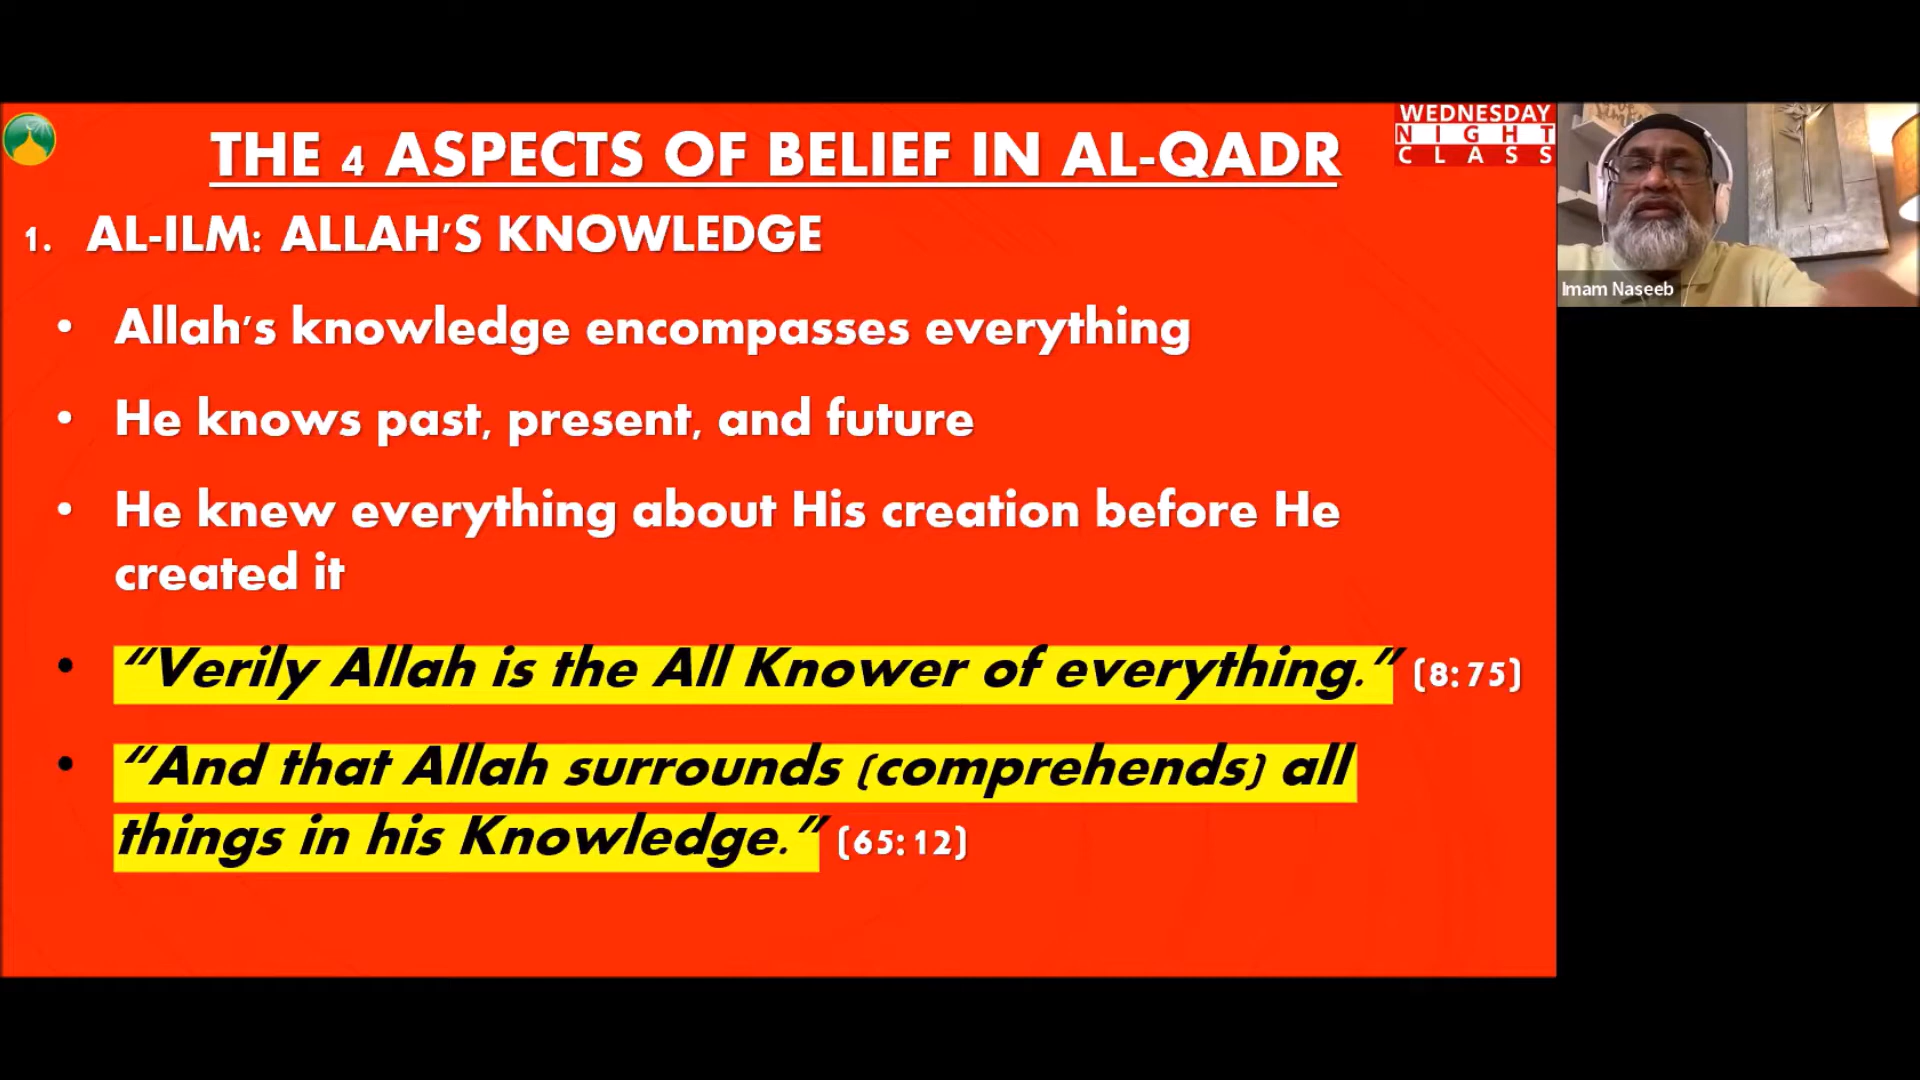 THE 4 ASPECTS OF BELIEF IN AL-QADR
WEDNESDAY
NIGHT
CLASS
1. AL-ILM: ALLAH'S KNOWLEDGE
• Allah's knowledge encompasses everything
• He knows past, present, and future
• He knew everything about His creation before He
created it
• “Verily Allah is the All Knower of everything.” (8:75)
• “And that Allah surrounds (comprehends) all
things in his Knowledge.” (65:12)
Imam Naseeb